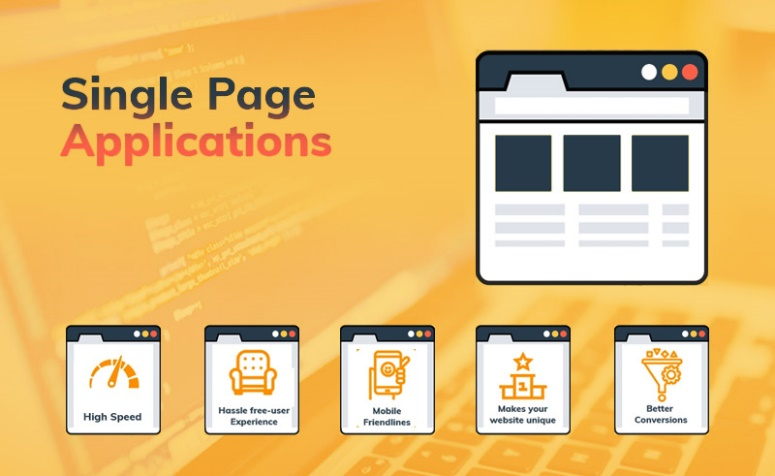 Single Page
Applications
High Speed
Hassle free-user
Experience
Mobile
Friendlines
Makes your
website unique
Better
Conversions